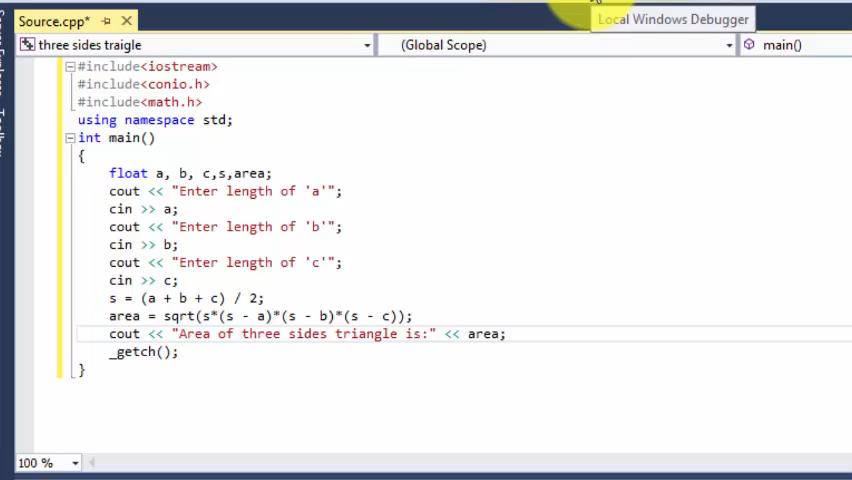 Local Windows Debugger
Source.cpp*
three sides traigle (Global Scope) main()
#include<iostream>
#include<conio.h>
#include<math.h>
using namespace std;
int main()
{
float a, b, c,s,area;
cout << "Enter length of 'a'";
cin >> a;
cout << "Enter length of 'b'";
cin >> b;
cout << "Enter length of 'c'";
cin >> c;
s = (a + b + c) / 2;
area = sqrt(s*(s - a)*(s - b)*(s - c));
cout << "Area of three sides triangle is:" << area;
_getch();
}
100 %